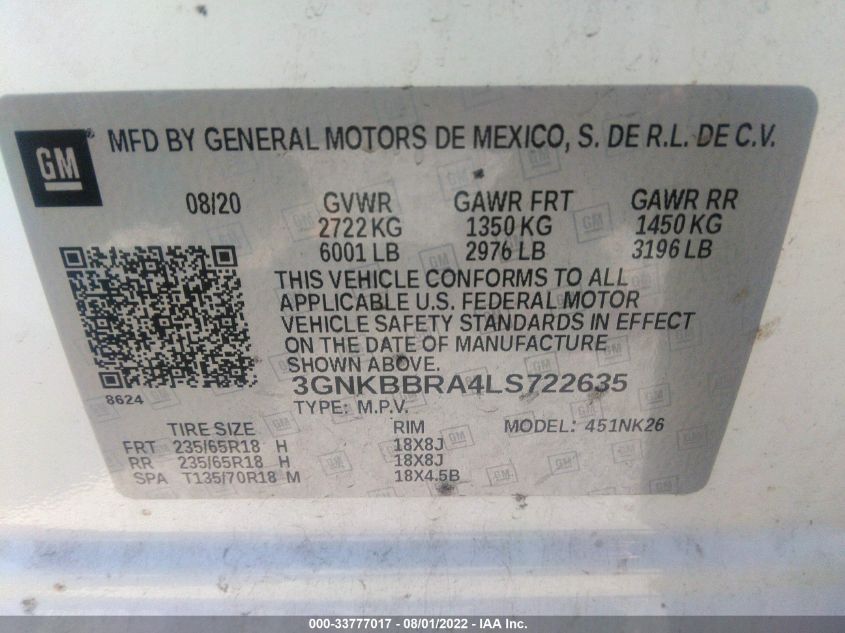 GM ® MFD BY GENERAL MOTORS DE MEXICO, S. DE R.L. DE C.V.
08/20 GVWR GAWR FRT GAWR RR
2722 KG 1350 KG 1450 KG
6001 LB 2976 LB 3196 LB
THIS VEHICLE CONFORMS TO ALL
APPLICABLE U.S. FEDERAL MOTOR
VEHICLE SAFETY STANDARDS IN EFFECT
ON THE DATE OF MANUFACTURE
SHOWN ABOVE.
8624
3GNKBBRA4LS722635
TYPE: M.P.V. MODEL: 451NK26
TIRE SIZE RIM
FRT 235/65R18 H 18X8J
RR 235/65R18 H 18X8J
SPA T135/70R18 M 18X4.5B
000-33777017 - 08/01/2022 - IAA Inc.